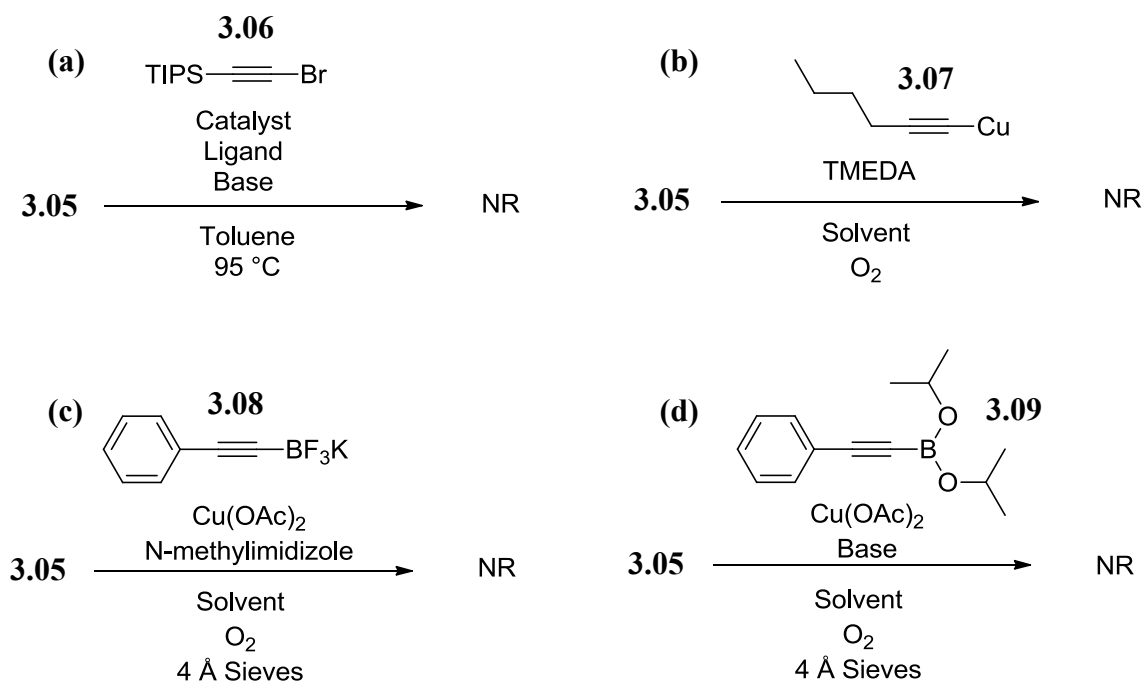 (a)
3.06
TIPS Br
Catalyst
Ligand
Base
3.05 NR
Toluene
95 °C
(b)
3.07
Cu
TMEDA
3.05 NR
Solvent
O2
(c)
3.08
BF3K
Cu(OAc)2
N-methylimidizole
3.05 NR
Solvent
O2
4 Å Sieves
(d)
3.09
O
B
O
Cu(OAc)2
Base
3.05 NR
Solvent
O2
4 Å Sieves